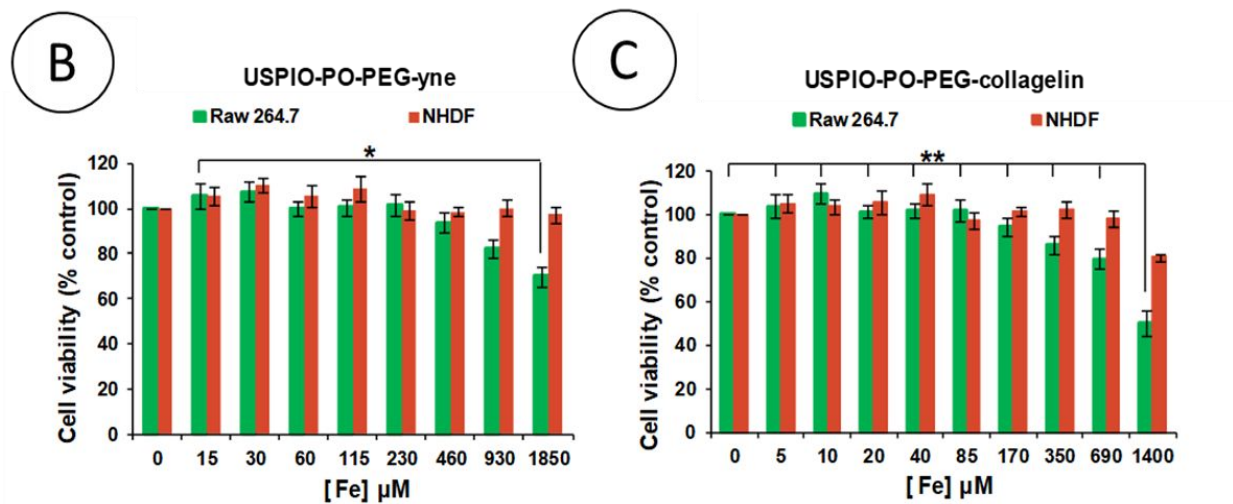 B
USPIO-PO-PEG-yne
Raw 264.7 NHDF
*
Cell viability (% control)
120
100
80
60
40
20
0
0 15 30 60 115 230 460 930 1850
[Fe] µM
C
USPIO-PO-PEG-collagelin
Raw 264.7 NHDF
**
Cell viability (% control)
120
100
80
60
40
20
0
0 5 10 20 40 85 170 350 690 1400
[Fe] µM